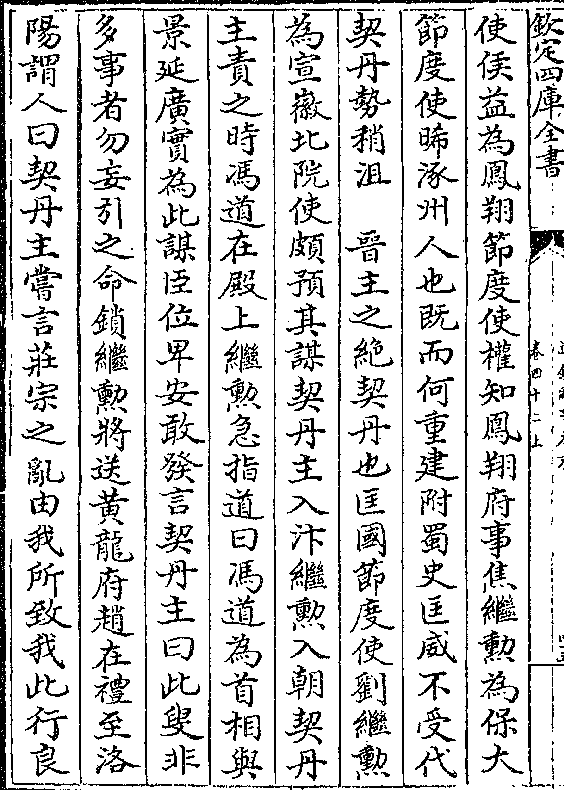 欽定四庫全書
卷四十二上
使侯益為鳳翔節度使權知鳳翔府事焦繼勲為保大
節度使晞涿州人也既而何重建附蜀史匡威不受代
契丹勢稍沮　晉主之絶契丹也匡國節度使劉繼勲
為宣徽北院使頗預其謀契丹主入汴繼勲入朝契丹
主責之時馮道在殿上繼勲急指道曰馮道為首相與
景延廣實為此謀臣位卑安敢發言契丹主曰此叟非
多事者勿妄引之命鎖繼勲將送黄龍府趙在禮至洛
陽謂人曰契丹主嘗言莊宗之亂由我所致我此行良